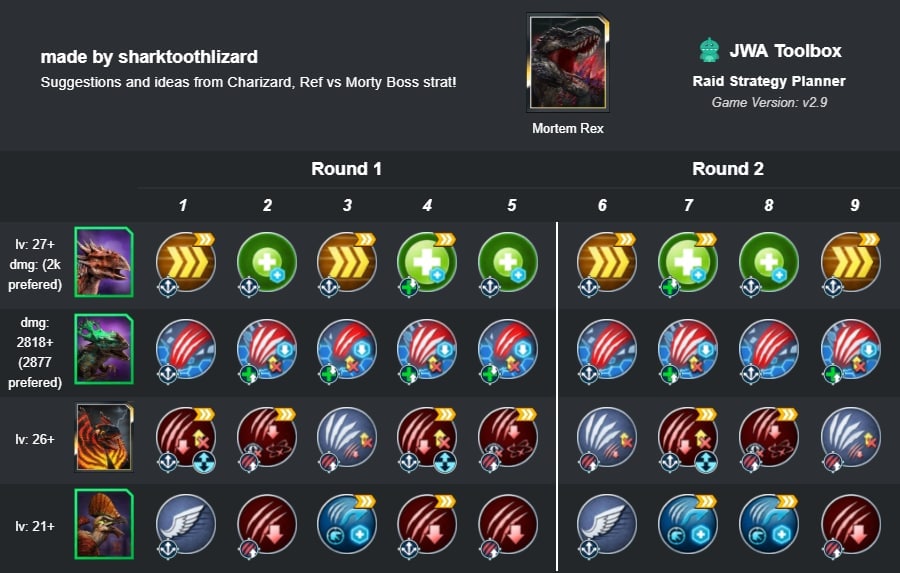 made by sharktoothlizard
Suggestions and ideas from Charizard, Ref vs Morty Boss strat!
Mortem Rex
JWA Toolbox
Raid Strategy Planner
Game Version: v2.9
Round 1
Round 2
1 2 3 4 5 6 7 8 9
lv: 27+
dmg: (2k
prefered)
dmg:
2818+
(2877
prefered)
lv: 26+
lv: 21+